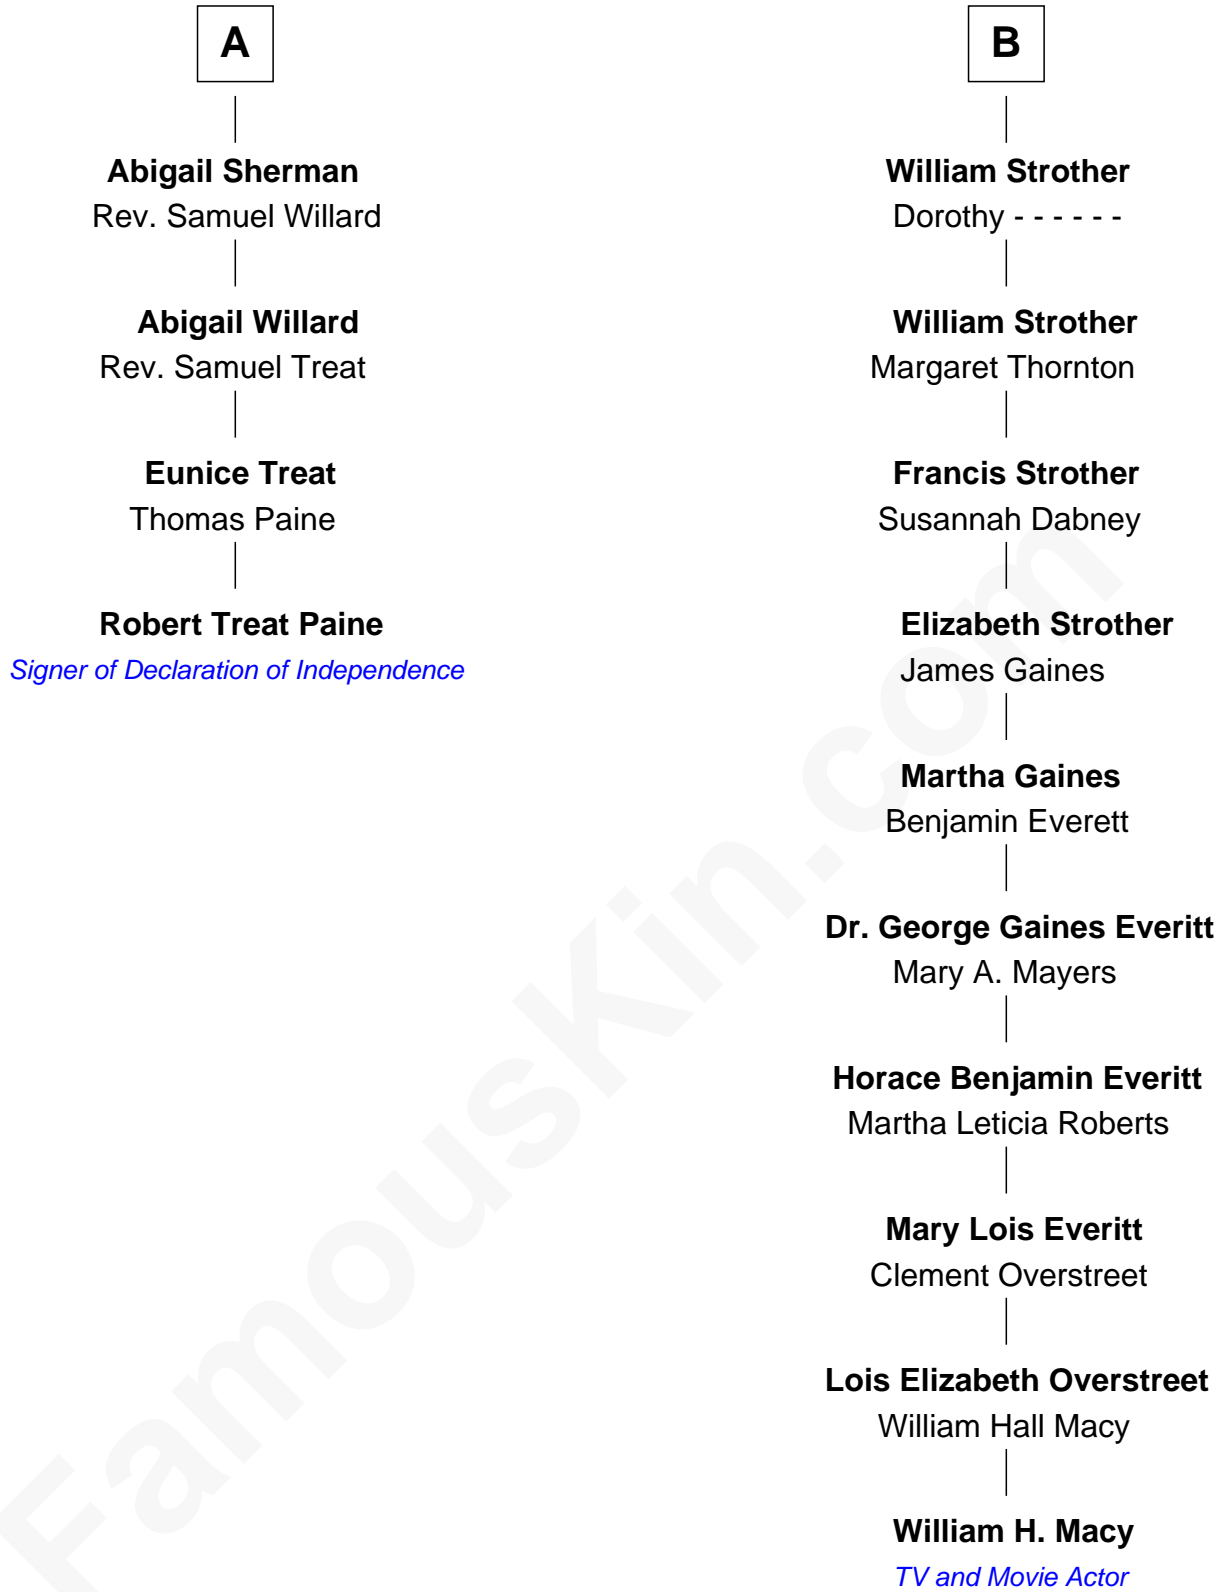 A
Abigail Sherman
Rev. Samuel Willard
Abigail Willard
Rev. Samuel Treat
Eunice Treat
Thomas Paine
Robert Treat Paine
Signer of Declaration of Independence
B
William Strother
Dorothy - - - - - -
William Strother
Margaret Thornton
Francis Strother
Susannah Dabney
Elizabeth Strother
James Gaines
Martha Gaines
Benjamin Everett
Dr. George Gaines Everitt
Mary A. Mayers
Horace Benjamin Everitt
Martha Leticia Roberts
Mary Lois Everitt
Clement Overstreet
Lois Elizabeth Overstreet
William Hall Macy
William H. Macy
TV and Movie Actor
FamousKin.com